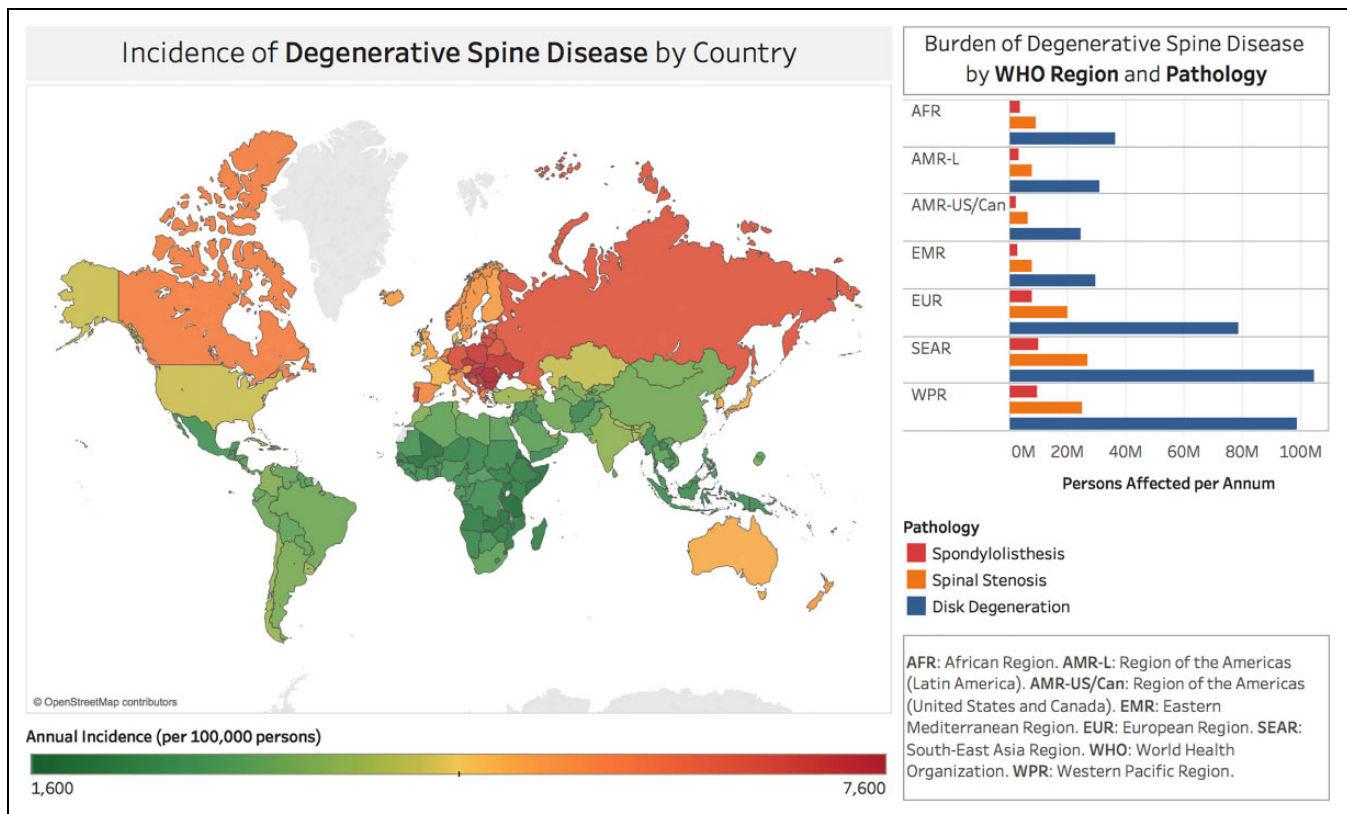 Incidence of Degenerative Spine Disease by Country
© OpenStreetMap contributors
Annual Incidence (per 100,000 persons)
1,600
7,600
Burden of Degenerative Spine Disease
by WHO Region and Pathology
AFR
AMR-L
AMR-US/Can
EMR
EUR
SEAR
WPR
0M 20M 40M 60M 80M 100M
Persons Affected per Annum
Pathology
Spondylolisthesis
Spinal Stenosis
Disk Degeneration
AFR: African Region. AMR-L: Region of the Americas
(Latin America). AMR-US/Can: Region of the Americas
(United States and Canada). EMR: Eastern
Mediterranean Region. EUR: European Region. SEAR:
South-East Asia Region. WHO: World Health
Organization. WPR: Western Pacific Region.